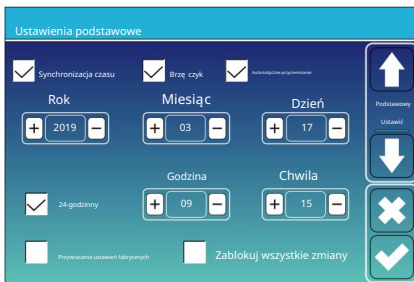 Ustawienia podstawowe
Synchronizacja czasu Brzę czyk Automatyczne przyciemnianie
Rok Miesiąc Dzień
+ 2019 − + 03 − + 17 −
Podstawowy
Ustawić
Godzina Chwila
24-godzinny + 09 − + 15 −
Przywracanie ustawień fabrycznych Zablokuj wszystkie zmiany